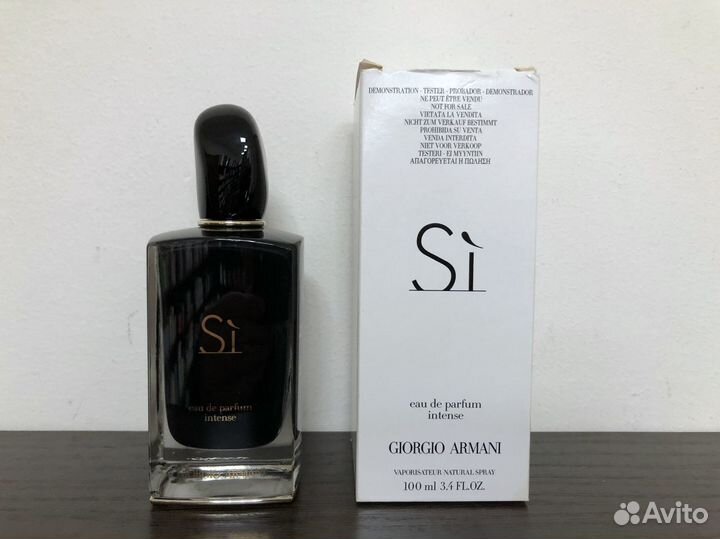 Sì
eau de parfum
intense
DEMONSTRATION - TESTER - PROBADOR - DEMONSTRADOR
NE PEUT ÊTRE VENDU
NOT FOR SALE
VIETATA LA VENDITA
NICHT ZUM VERKAUF BESTIMMT
PROHIBIDA SU VENTA
VENDA INTERDITA
NIET VOOR VERKOOP
TESTERI - EI MYYNTIIN
ΑΠΑΓΟΡΕΥΕΤΑΙ Η ΠΩΛΗΣΗ
Sì
eau de parfum
intense
GIORGIO ARMANI
VAPORISATEUR NATURAL SPRAY
100 ml 3.4 FL.OZ.
Avito